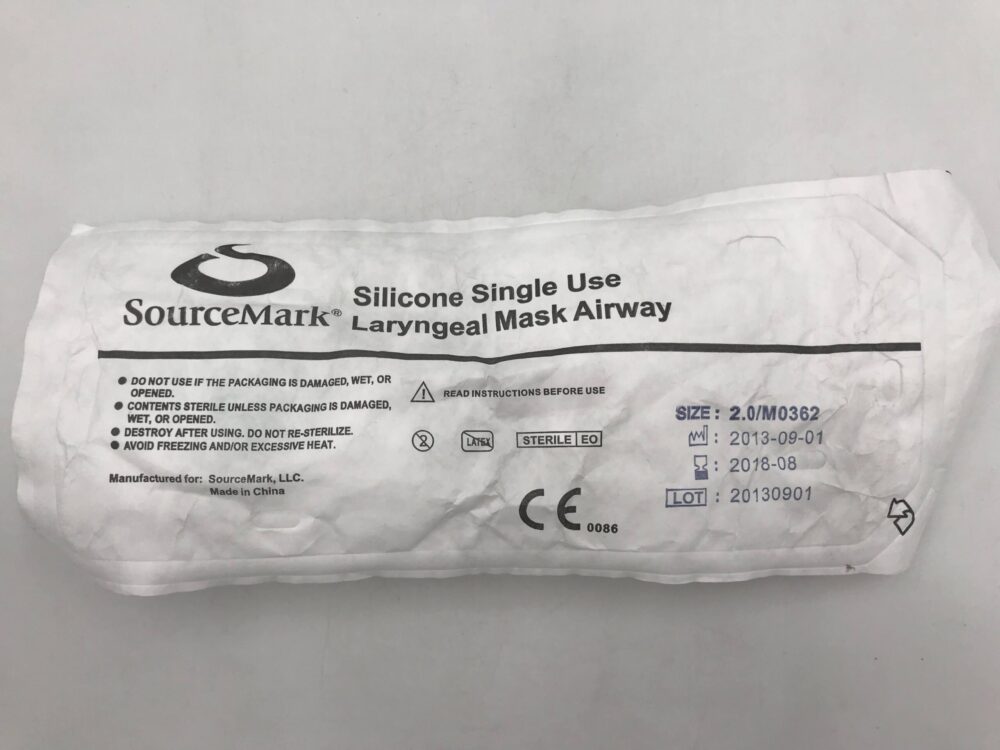 SourceMark®
Silicone Single Use
Laryngeal Mask Airway
● DO NOT USE IF THE PACKAGING IS DAMAGED, WET, OR
OPENED.
● CONTENTS STERILE UNLESS PACKAGING IS DAMAGED,
WET, OR OPENED.
● DESTROY AFTER USING. DO NOT RE-STERILIZE.
● AVOID FREEZING AND/OR EXCESSIVE HEAT.
Manufactured for: SourceMark, LLC.
Made in China
! READ INSTRUCTIONS BEFORE USE
2 LATEX STERILE EO
CE 0086
SIZE: 2.0/M0362
: 2013-09-01
: 2018-08
LOT : 20130901